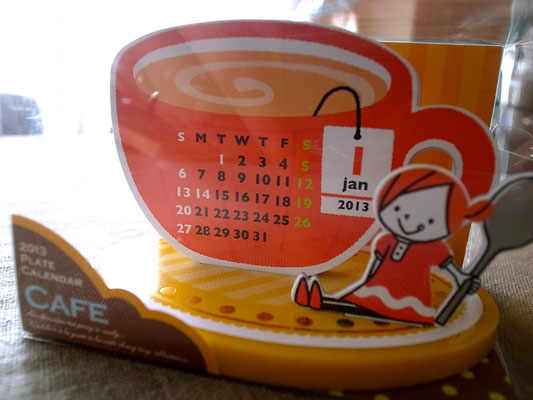 S M T W T F S
1 2 3 4 5
6 7 8 9 10 11 12
13 14 15 16 17 18 19
20 21 22 23 24 25 26
27 28 29 30 31
1
jan
2013
2013
PLATE
CALENDAR
CAFE